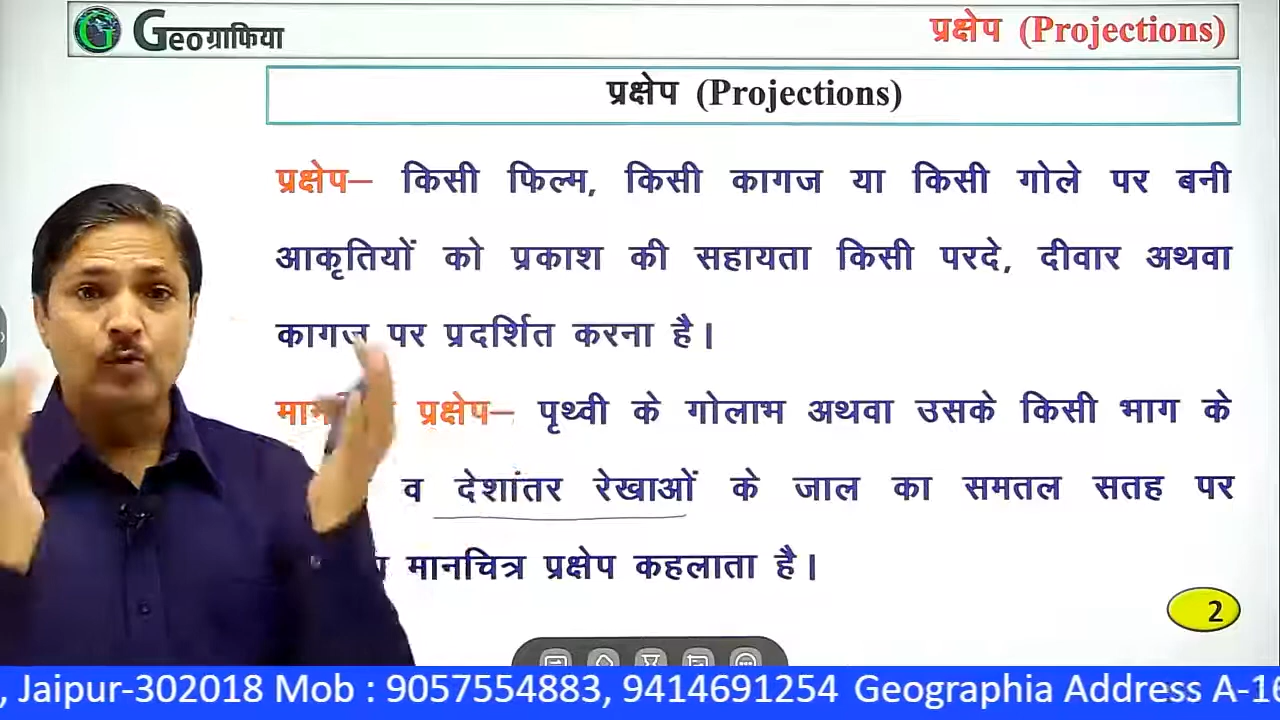 Geoग्राफिया
प्रक्षेप (Projections)
प्रक्षेप (Projections)
प्रक्षेप– किसी फिल्म, किसी कागज या किसी गोले पर बनी
आकृतियों को प्रकाश की सहायता किसी परदे, दीवार अथवा
कागज पर प्रदर्शित करना है।
प्रक्षेप– पृथ्वी के गोलाभ अथवा उसके किसी भाग के
व देशांतर रेखाओं के जाल का समतल सतह पर
मानचित्र प्रक्षेप कहलाता है।
2
, Jaipur-302018 Mob : 9057554883, 9414691254 Geographia Address A-16